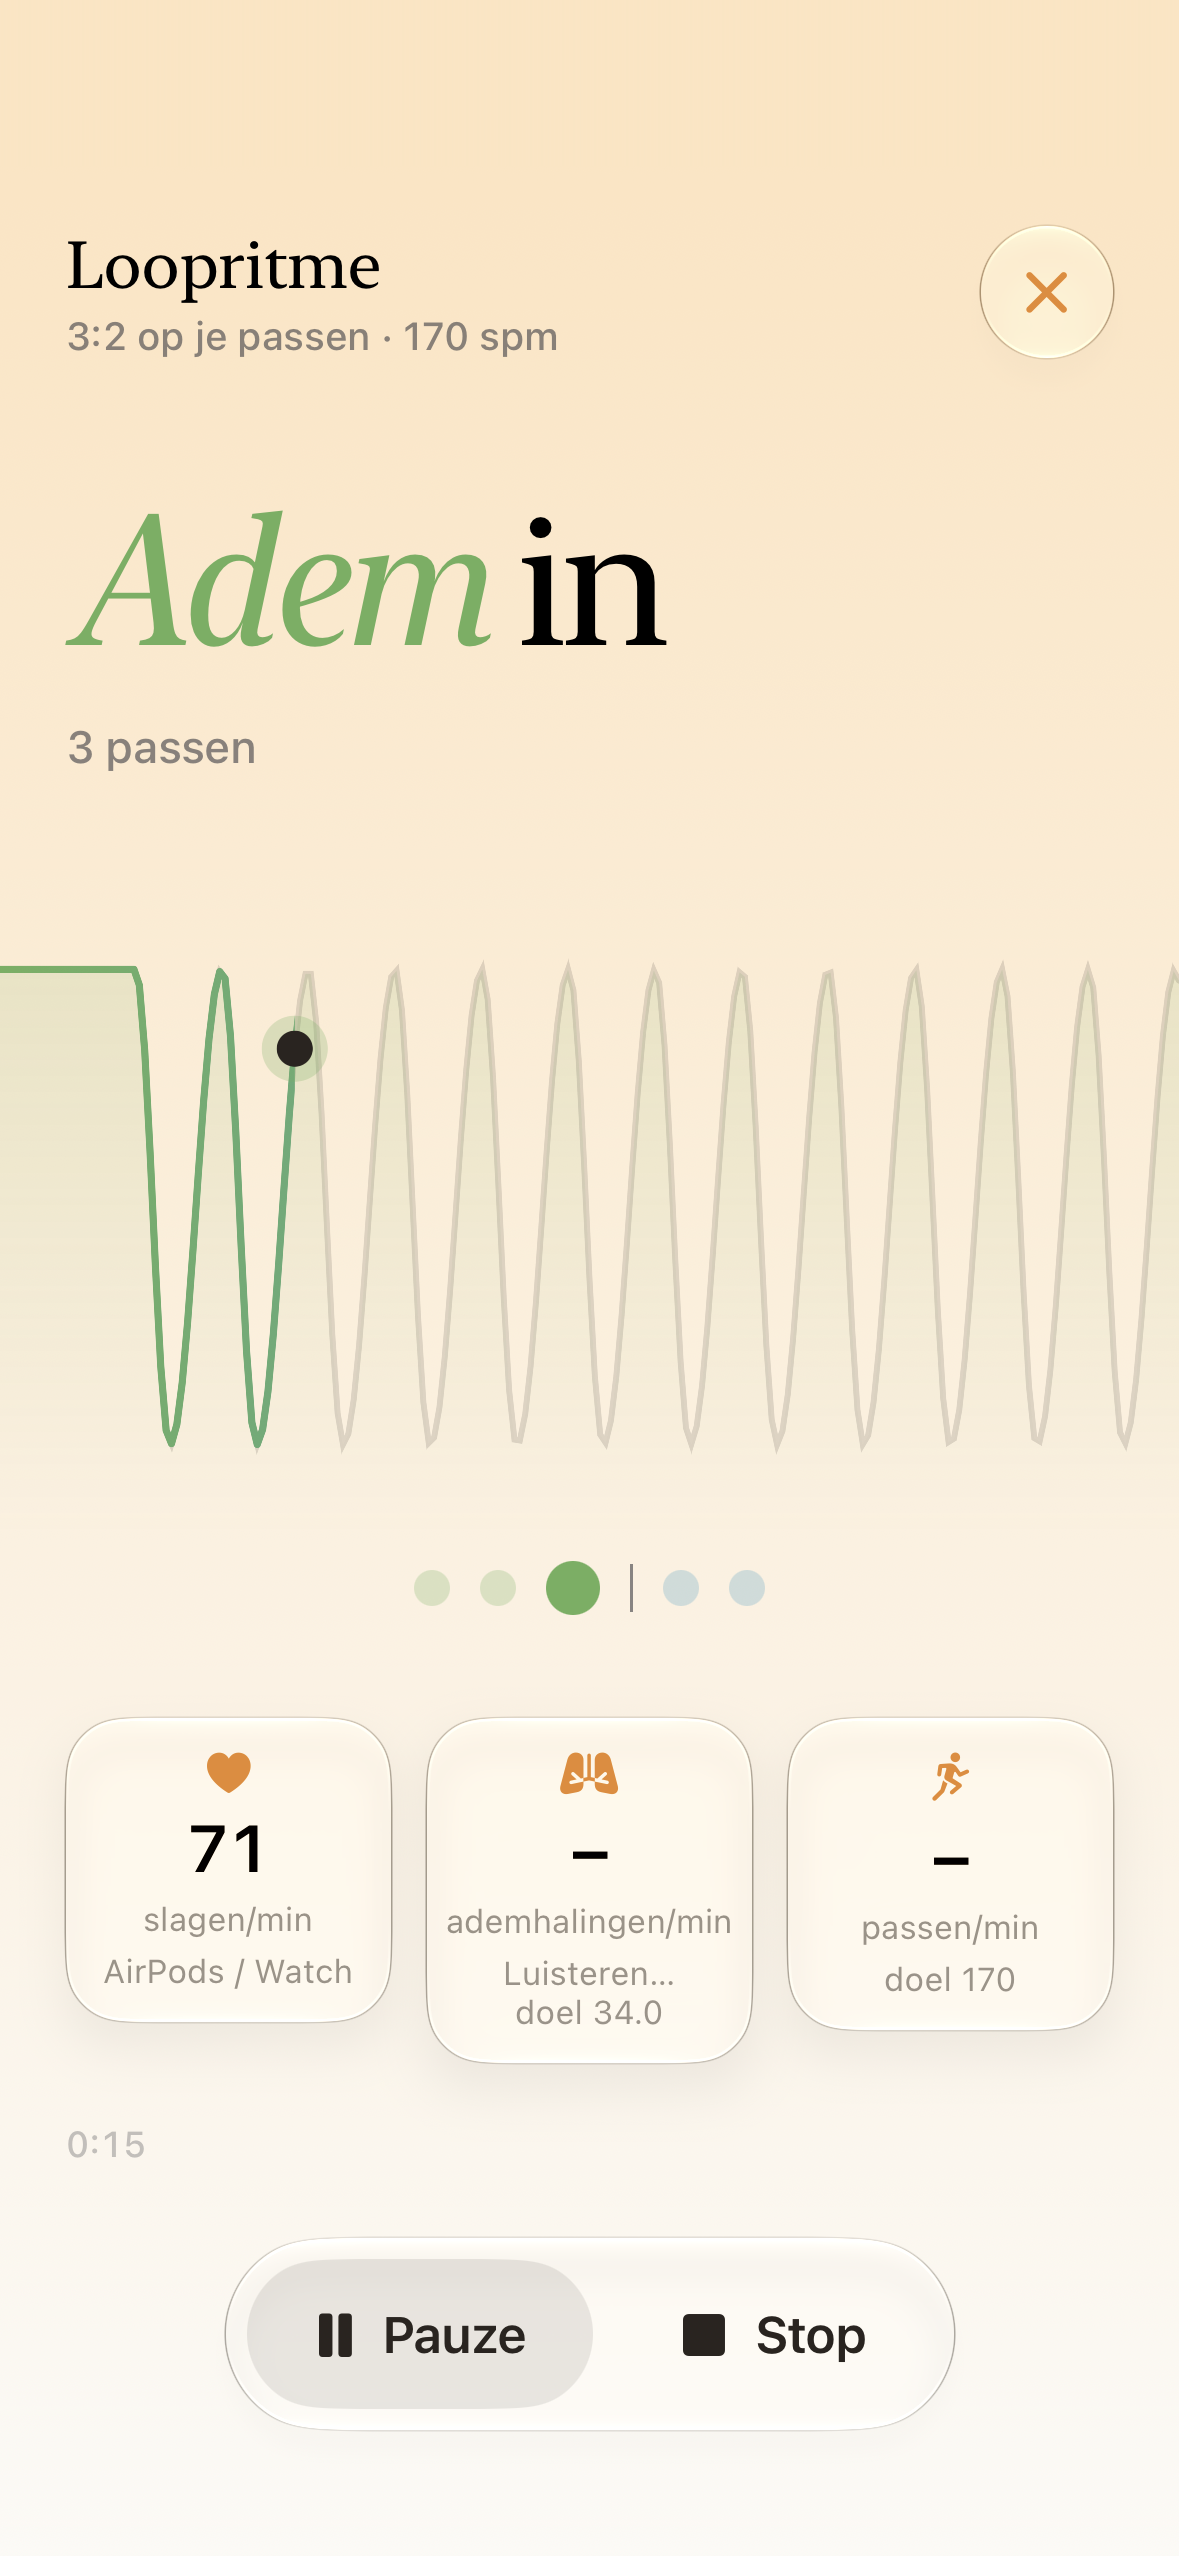 Loopritme
3:2 op je passen · 170 spm
Adem in
3 passen
71
slagen/min
AirPods / Watch
–
ademhalingen/min
Luisteren...
doel 34.0
–
passen/min
doel 170
0:15
Pauze
Stop